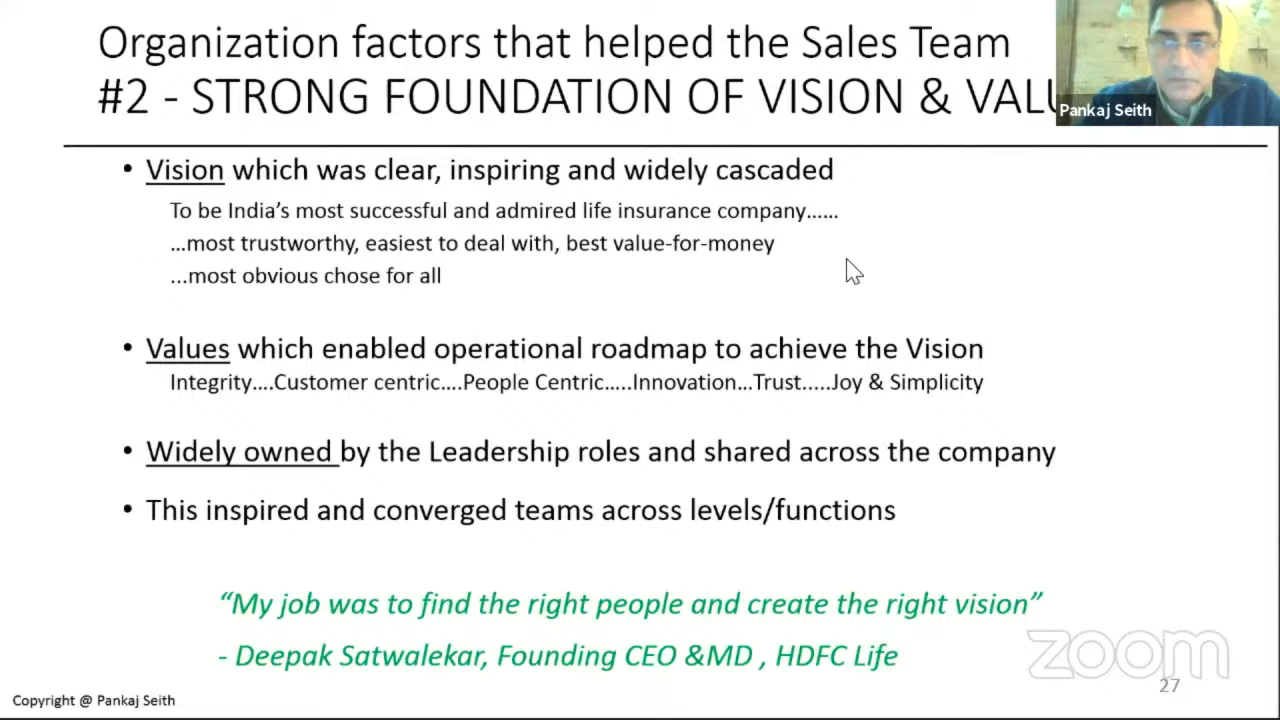 Organization factors that helped the Sales Team
#2 - STRONG FOUNDATION OF VISION & VALU
Pankaj Seith
• Vision which was clear, inspiring and widely cascaded
To be India's most successful and admired life insurance company......
...most trustworthy, easiest to deal with, best value-for-money
...most obvious chose for all
• Values which enabled operational roadmap to achieve the Vision
Integrity....Customer centric....People Centric.....Innovation...Trust.....Joy & Simplicity
• Widely owned by the Leadership roles and shared across the company
• This inspired and converged teams across levels/functions
“My job was to find the right people and create the right vision”
- Deepak Satwalekar, Founding CEO &MD , HDFC Life
zoom
27
Copyright @ Pankaj Seith